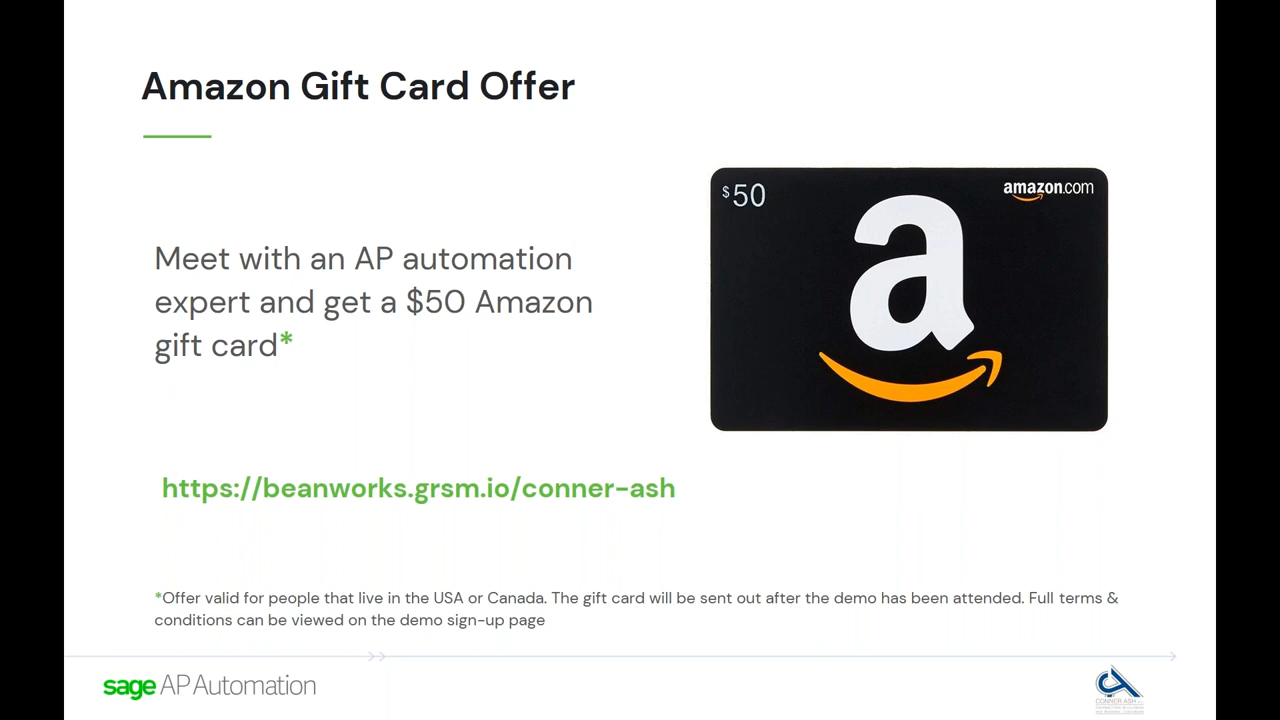 Amazon Gift Card Offer
$50
amazon.com
a
Meet with an AP automation
expert and get a $50 Amazon
gift card*
https://beanworks.grsm.io/conner-ash
*Offer valid for people that live in the USA or Canada. The gift card will be sent out after the demo has been attended. Full terms &
conditions can be viewed on the demo sign-up page
sage AP Automation
CONNER ASH